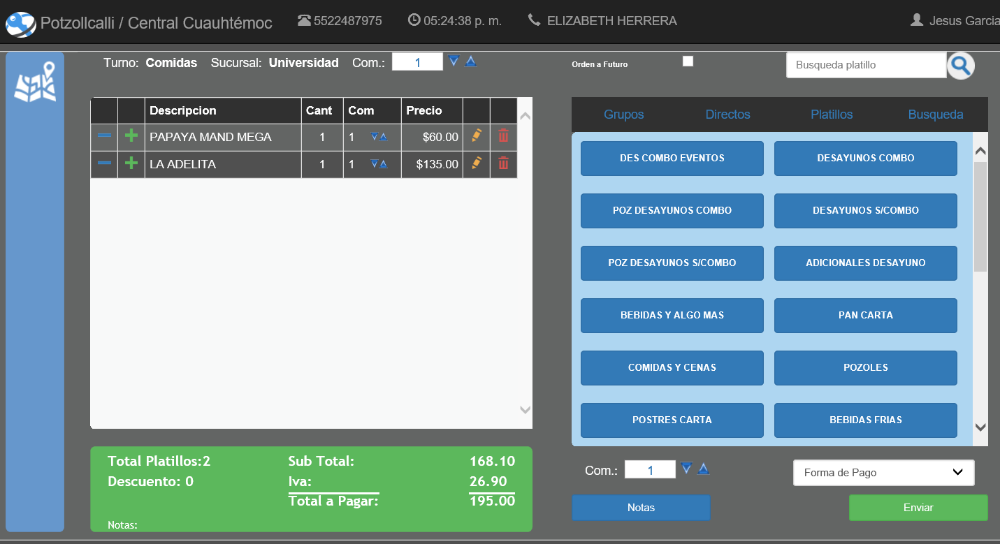 Potzollcalli / Central Cuauhtémoc 5522487975 05:24:38 p. m. ELIZABETH HERRERA Jesus Garcia
Turno: Comidas Sucursal: Universidad Com.: 1
Orden a Futuro
Busqueda platillo
Descripcion Cant Com Precio
PAPAYA MAND MEGA 1 1 $60.00
LA ADELITA 1 1 $135.00
Total Platillos:2 Sub Total: 168.10
Descuento: 0 Iva: 26.90
Total a Pagar: 195.00
Notas:
Grupos Directos Platillos Busqueda
DES COMBO EVENTOS DESAYUNOS COMBO
POZ DESAYUNOS COMBO DESAYUNOS S/COMBO
POZ DESAYUNOS S/COMBO ADICIONALES DESAYUNO
BEBIDAS Y ALGO MAS PAN CARTA
COMIDAS Y CENAS POZOLES
POSTRES CARTA BEBIDAS FRIAS
Com.: 1 Forma de Pago
Notas Enviar